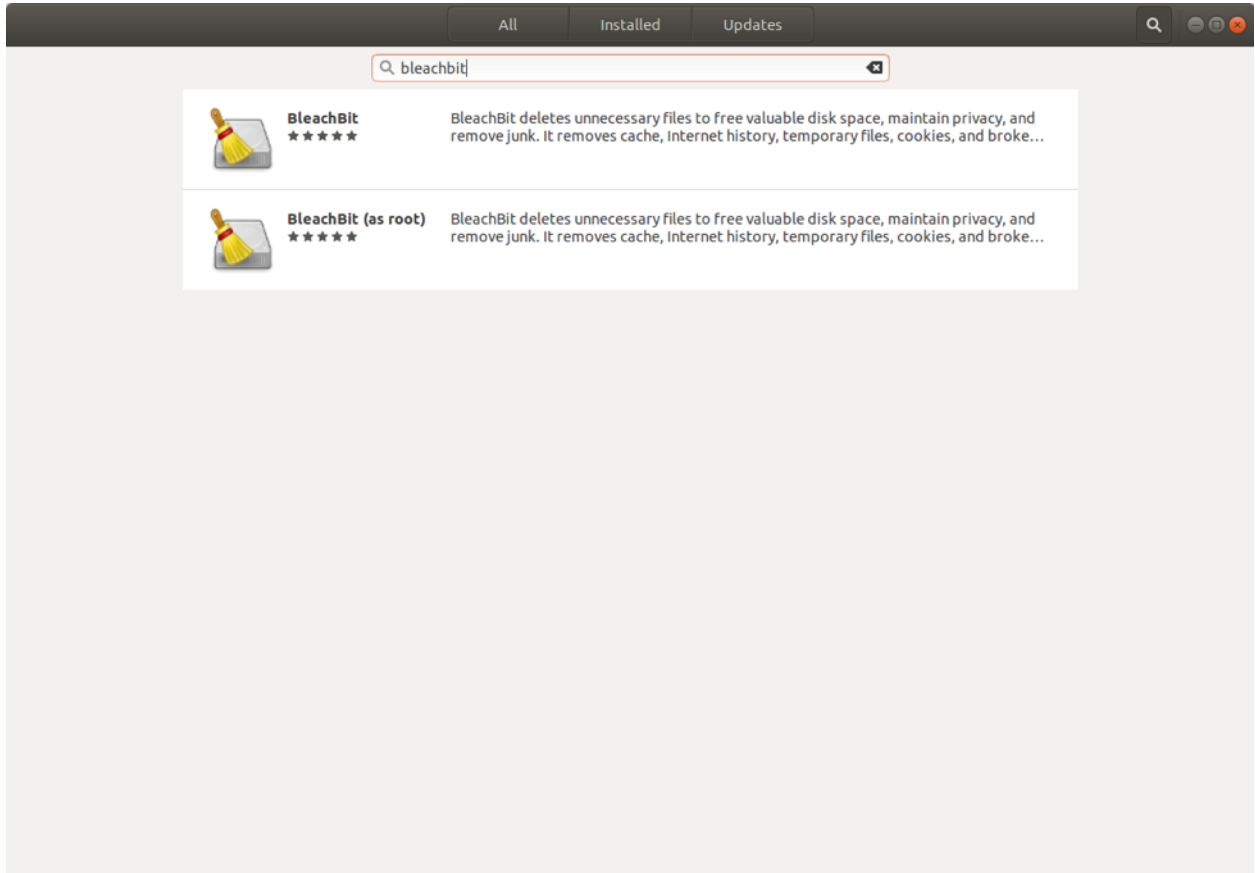 All Installed Updates
bleachbit
BleachBit
BleachBit deletes unnecessary files to free valuable disk space, maintain privacy, and
remove junk. It removes cache, Internet history, temporary files, cookies, and broke…
BleachBit (as root)
BleachBit deletes unnecessary files to free valuable disk space, maintain privacy, and
remove junk. It removes cache, Internet history, temporary files, cookies, and broke…